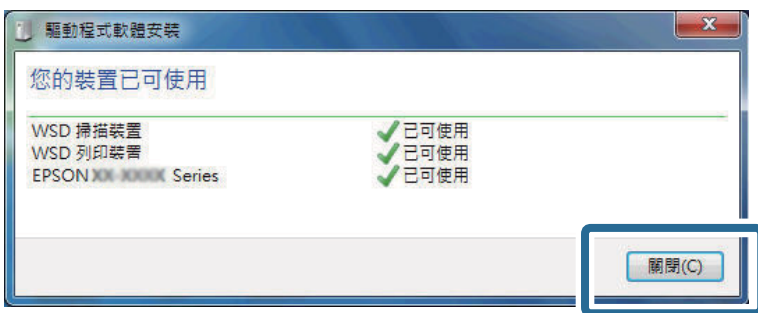 驅動程式軟體安裝
您的裝置已可使用
WSD 掃描裝置 已可使用
WSD 列印裝置 已可使用
EPSON Series 已可使用
關閉(C)